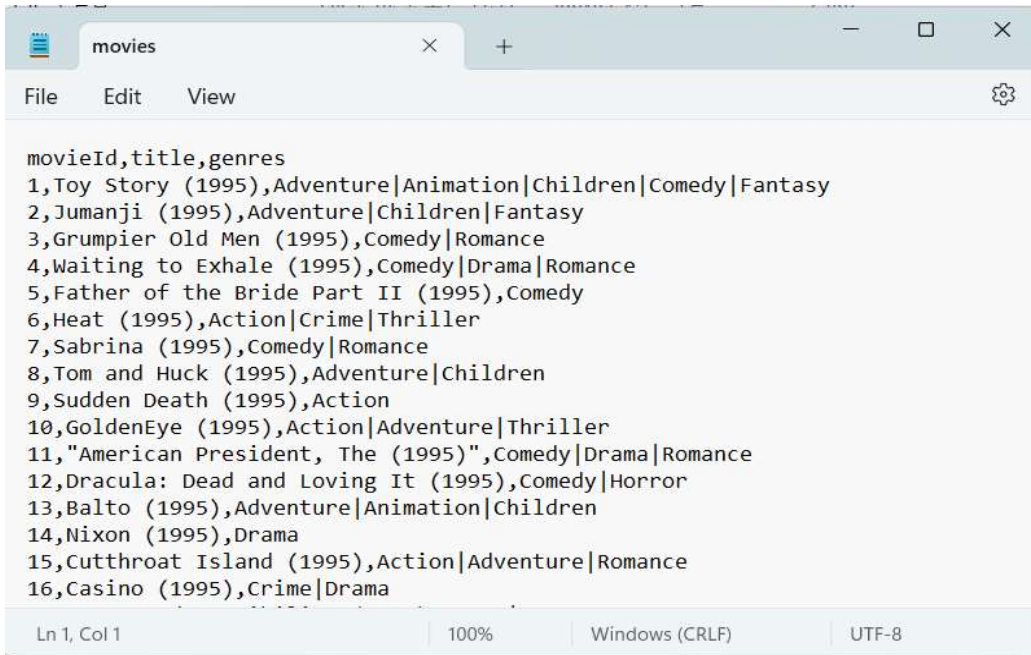 movies
File Edit View
movieId,title,genres
1,Toy Story (1995),Adventure|Animation|Children|Comedy|Fantasy
2,Jumanji (1995),Adventure|Children|Fantasy
3,Grumpier Old Men (1995),Comedy|Romance
4,Waiting to Exhale (1995),Comedy|Drama|Romance
5,Father of the Bride Part II (1995),Comedy
6,Heat (1995),Action|Crime|Thriller
7,Sabrina (1995),Comedy|Romance
8,Tom and Huck (1995),Adventure|Children
9,Sudden Death (1995),Action
10,GoldenEye (1995),Action|Adventure|Thriller
11,"American President, The (1995)",Comedy|Drama|Romance
12,Dracula: Dead and Loving It (1995),Comedy|Horror
13,Balto (1995),Adventure|Animation|Children
14,Nixon (1995),Drama
15,Cutthroat Island (1995),Action|Adventure|Romance
16,Casino (1995),Crime|Drama
Ln 1, Col 1 100% Windows (CRLF) UTF-8